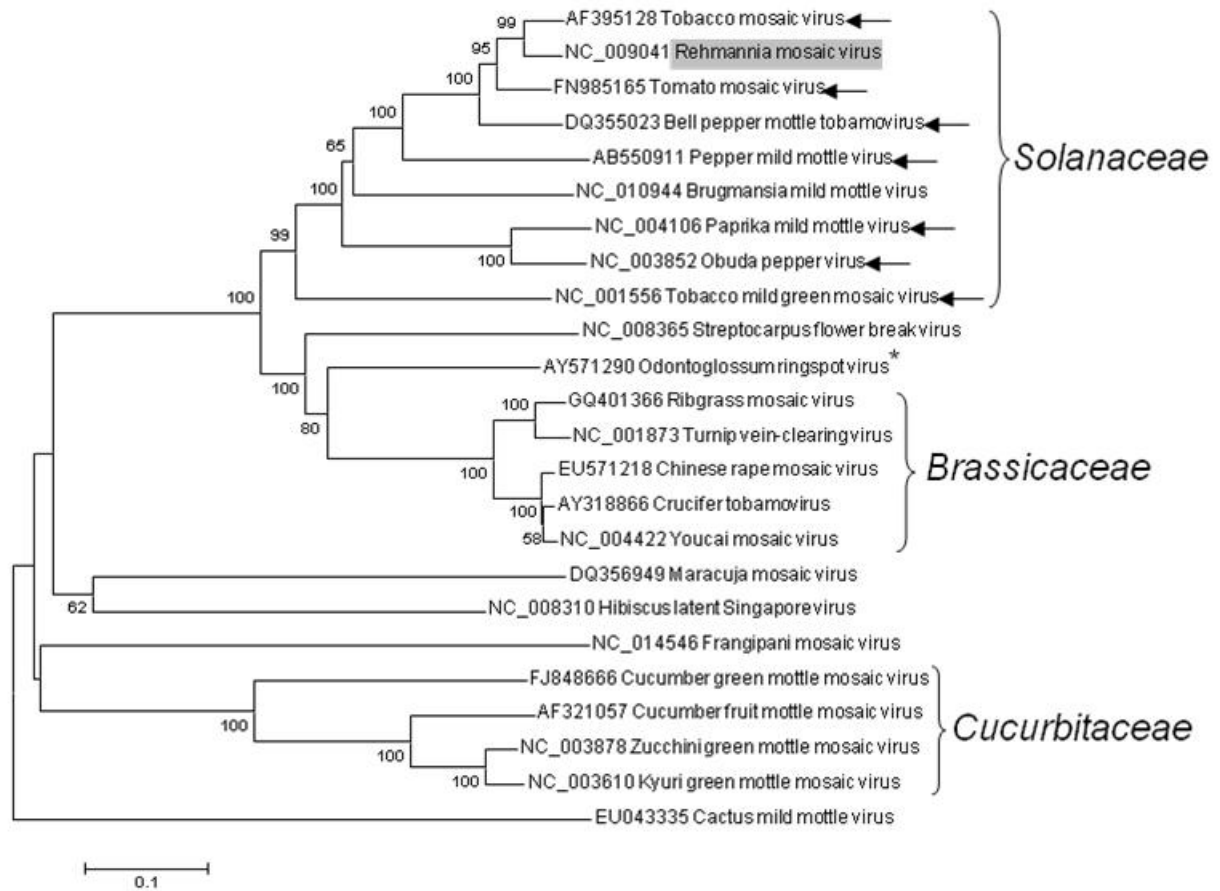 99
AF395128 Tobacco mosaic virus
NC_009041 Rehmannia mosaic virus
95
FN985165 Tomato mosaic virus
100
DQ355023 Bell pepper mottle tobamovirus
100
AB550911 Pepper mild mottle virus
Solanaceae
65
NC_010944 Brugmansia mild mottle virus
100
NC_004106 Paprika mild mottle virus
99
NC_003852 Obuda pepper virus
100
NC_001556 Tobacco mild green mosaic virus
100
NC_008365 Streptocarpus flower break virus
AY571290 Odontoglossum ringspot virus*
100
GQ401366 Ribgrass mosaic virus
100
NC_001873 Turnip vein-clearing virus
80
EU571218 Chinese rape mosaic virus
Brassicaceae
100
AY318866 Crucifer tobamovirus
100
NC_004422 Youcai mosaic virus
58
DQ356949 Maracuja mosaic virus
NC_008310 Hibiscus latent Singapore virus
62
NC_014546 Frangipani mosaic virus
FJ848666 Cucumber green mottle mosaic virus
AF321057 Cucumber fruit mottle mosaic virus
100
Cucurbitaceae
NC_003878 Zucchini green mottle mosaic virus
100
NC_003610 Kyuri green mottle mosaic virus
100
EU043335 Cactus mild mottle virus
0.1